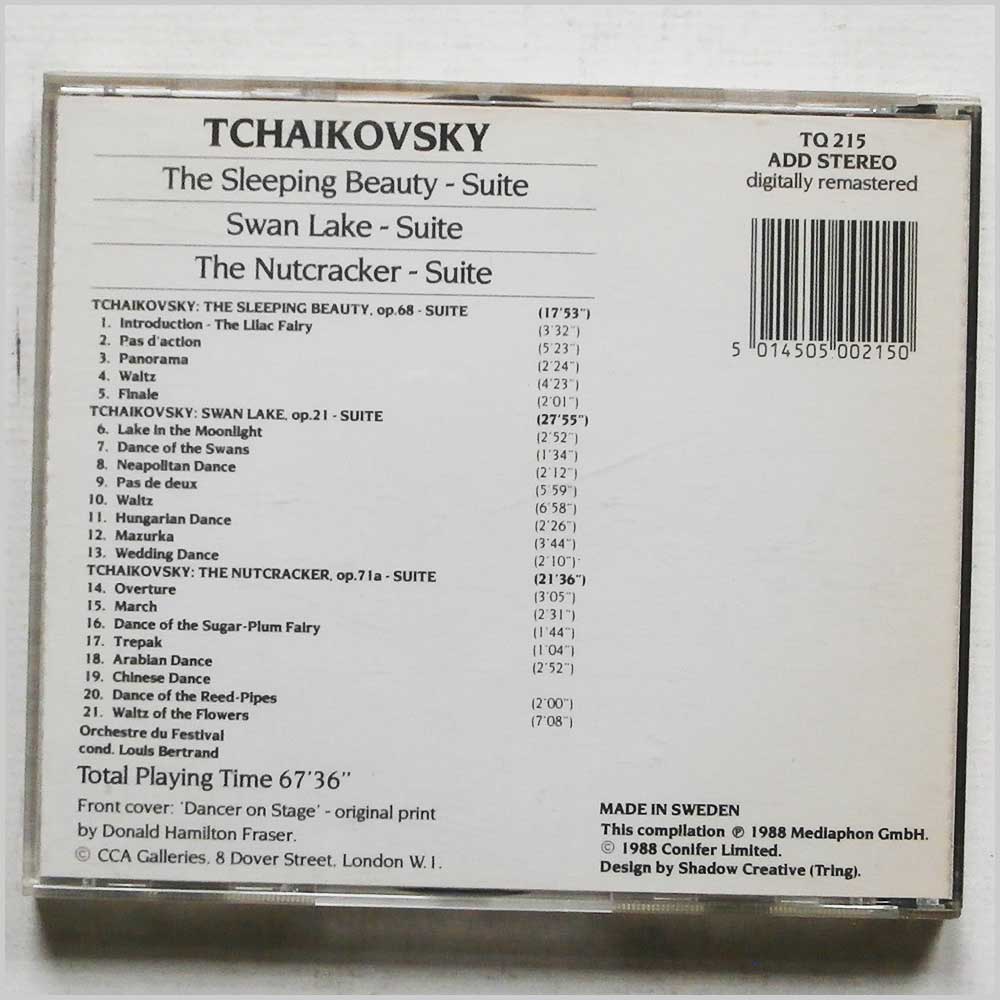 TCHAIKOVSKY
The Sleeping Beauty - Suite
Swan Lake - Suite
The Nutcracker - Suite
TQ 215
ADD STEREO
digitally remastered
5 014505 002150
TCHAIKOVSKY: THE SLEEPING BEAUTY, op.68 - SUITE (17'53")
1. Introduction - The Lilac Fairy (3'32")
2. Pas d'action (5'23")
3. Panorama (2'24")
4. Waltz (4'23")
5. Finale (2'01")
TCHAIKOVSKY: SWAN LAKE, op.21 - SUITE (27'55")
6. Lake in the Moonlight (2'52")
7. Dance of the Swans (1'34")
8. Neapolitan Dance (2'12")
9. Pas de deux (5'59")
10. Waltz (6'58")
11. Hungarian Dance (2'26")
12. Mazurka (3'44")
13. Wedding Dance (2'10")
TCHAIKOVSKY: THE NUTCRACKER, op.71a - SUITE (21'36")
14. Overture (3'05")
15. March (2'31")
16. Dance of the Sugar-Plum Fairy (1'44")
17. Trepak (1'04")
18. Arabian Dance (2'52")
19. Chinese Dance
20. Dance of the Reed-Pipes (2'00")
21. Waltz of the Flowers (7'08")
Orchestre du Festival
cond. Louis Bertrand
Total Playing Time 67'36"
Front cover: 'Dancer on Stage' - original print
by Donald Hamilton Fraser.
© CCA Galleries, 8 Dover Street, London W.1.
MADE IN SWEDEN
This compilation ℗ 1988 Mediaphon GmbH.
© 1988 Conifer Limited.
Design by Shadow Creative (Tring).